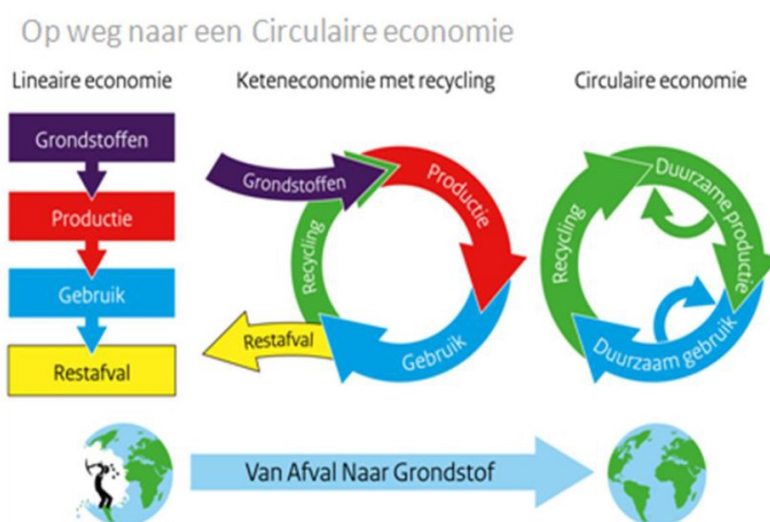 Op weg naar een Circulaire economie
Lineaire economie
Keteneconomie met recycling
Circulaire economie
Grondstoffen
Productie
Gebruik
Restafval
Grondstoffen
Productie
Gebruik
Recycling
Restafval
Recycling
Duurzame productie
Duurzaam gebruik
Van Afval Naar Grondstof